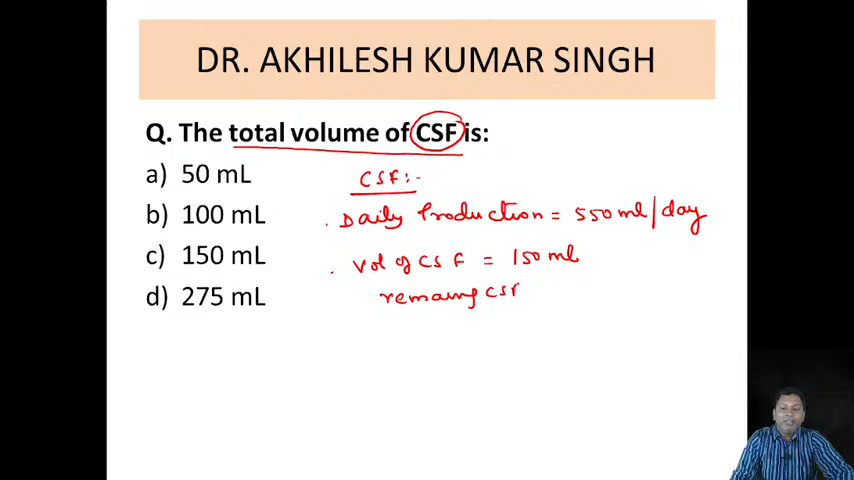 DR. AKHILESH KUMAR SINGH
Q. The total volume of CSF is:
a) 50 mL
CSF:-
b) 100 mL
. Daily Production = 550 ml/day
c) 150 mL
. Vol of CSF = 150 ml
d) 275 mL
remaing CSF